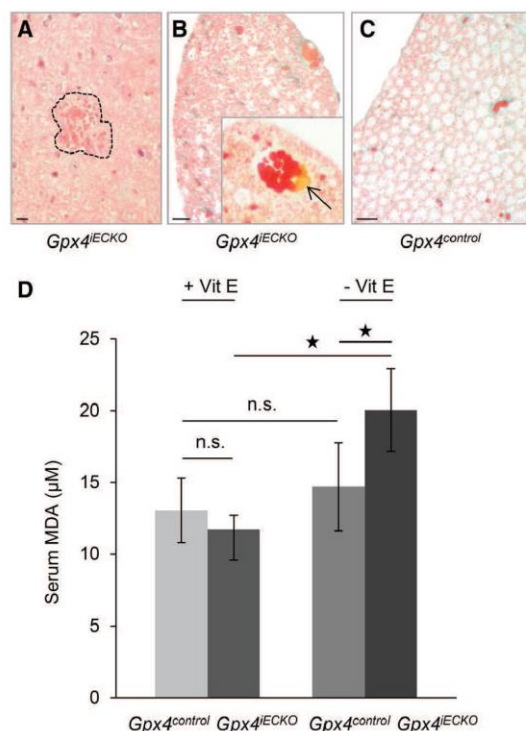 A B C
Gpx4iECKO Gpx4iECKO Gpx4control
D
+ Vit E - Vit E
25
★ ★
20
n.s.
15
n.s.
10
5
0
Serum MDA (µM)
Gpx4control Gpx4iECKO Gpx4control Gpx4iECKO